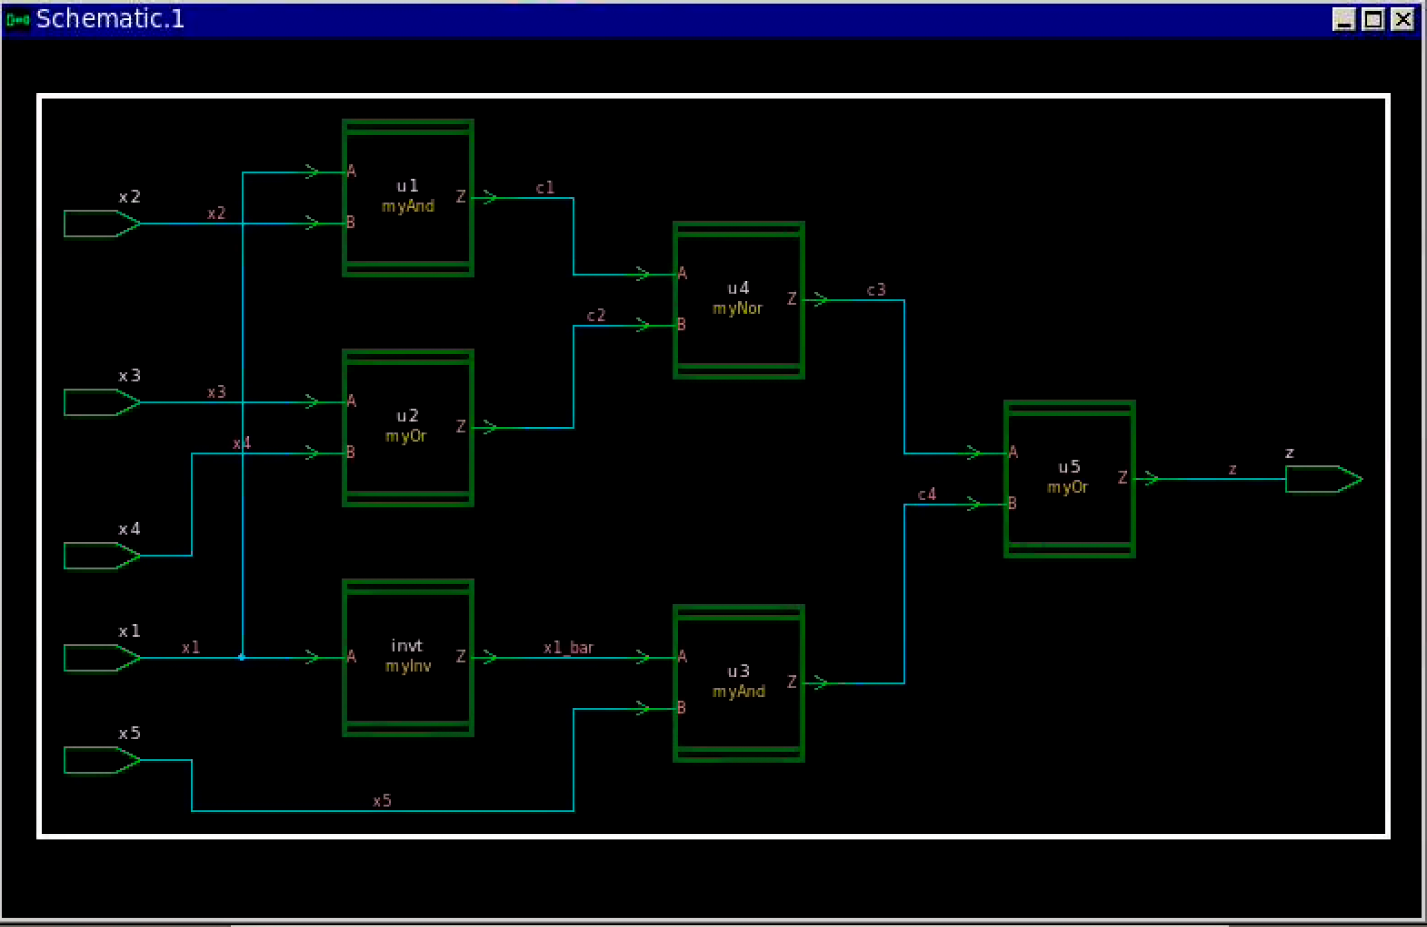 Schematic.1
x2
x2
A
B
u1
myAnd
Z
c1
x3
x3
x4
A
B
u2
myOr
Z
c2
A
B
u4
myNor
Z
c3
x4
x1
x1
A
invt
myInv
Z
x1_bar
A
B
u3
myAnd
Z
c4
x5
x5
A
B
u5
myOr
Z
z
z